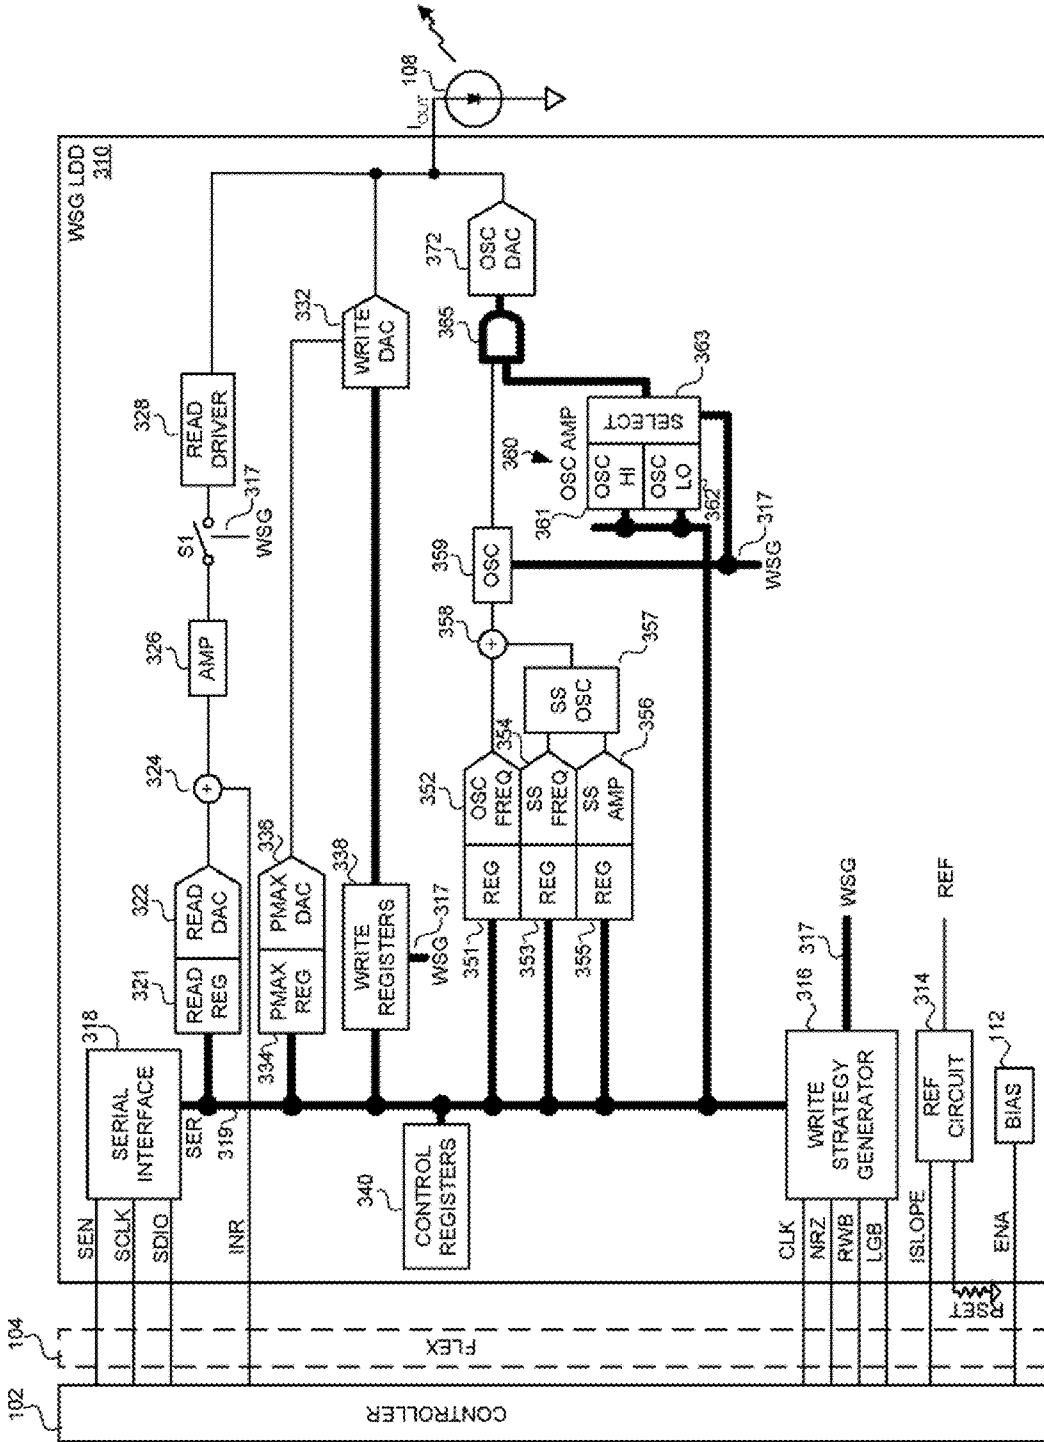 WSG LDD
310
102
CONTROLLER
104
FLEX
SEN
SCLK
SDIO
INR
318
SERIAL
INTERFACE
SER
319
321
READ
REG
322
READ
DAC
324
+
326
AMP
S1
317
WSG
328
READ
DRIVER
334
PMAX
REG
336
PMAX
DAC
338
WRITE
REGISTERS
317
WSG
332
WRITE
DAC
IOUT
108
340
CONTROL
REGISTERS
351
REG
352
OSC
FREQ
353
REG
354
SS
FREQ
355
REG
356
SS
AMP
357
SS
OSC
358
+
359
OSC
360
OSC AMP
361
OSC
HI
362
OSC
LO
363
SELECT
317
WSG
365
372
OSC
DAC
CLK
NRZ
RWB
LGB
316
WRITE
STRATEGY
GENERATOR
317
WSG
ISLOPE
RSET
314
REF
CIRCUIT
REF
ENA
112
BIAS